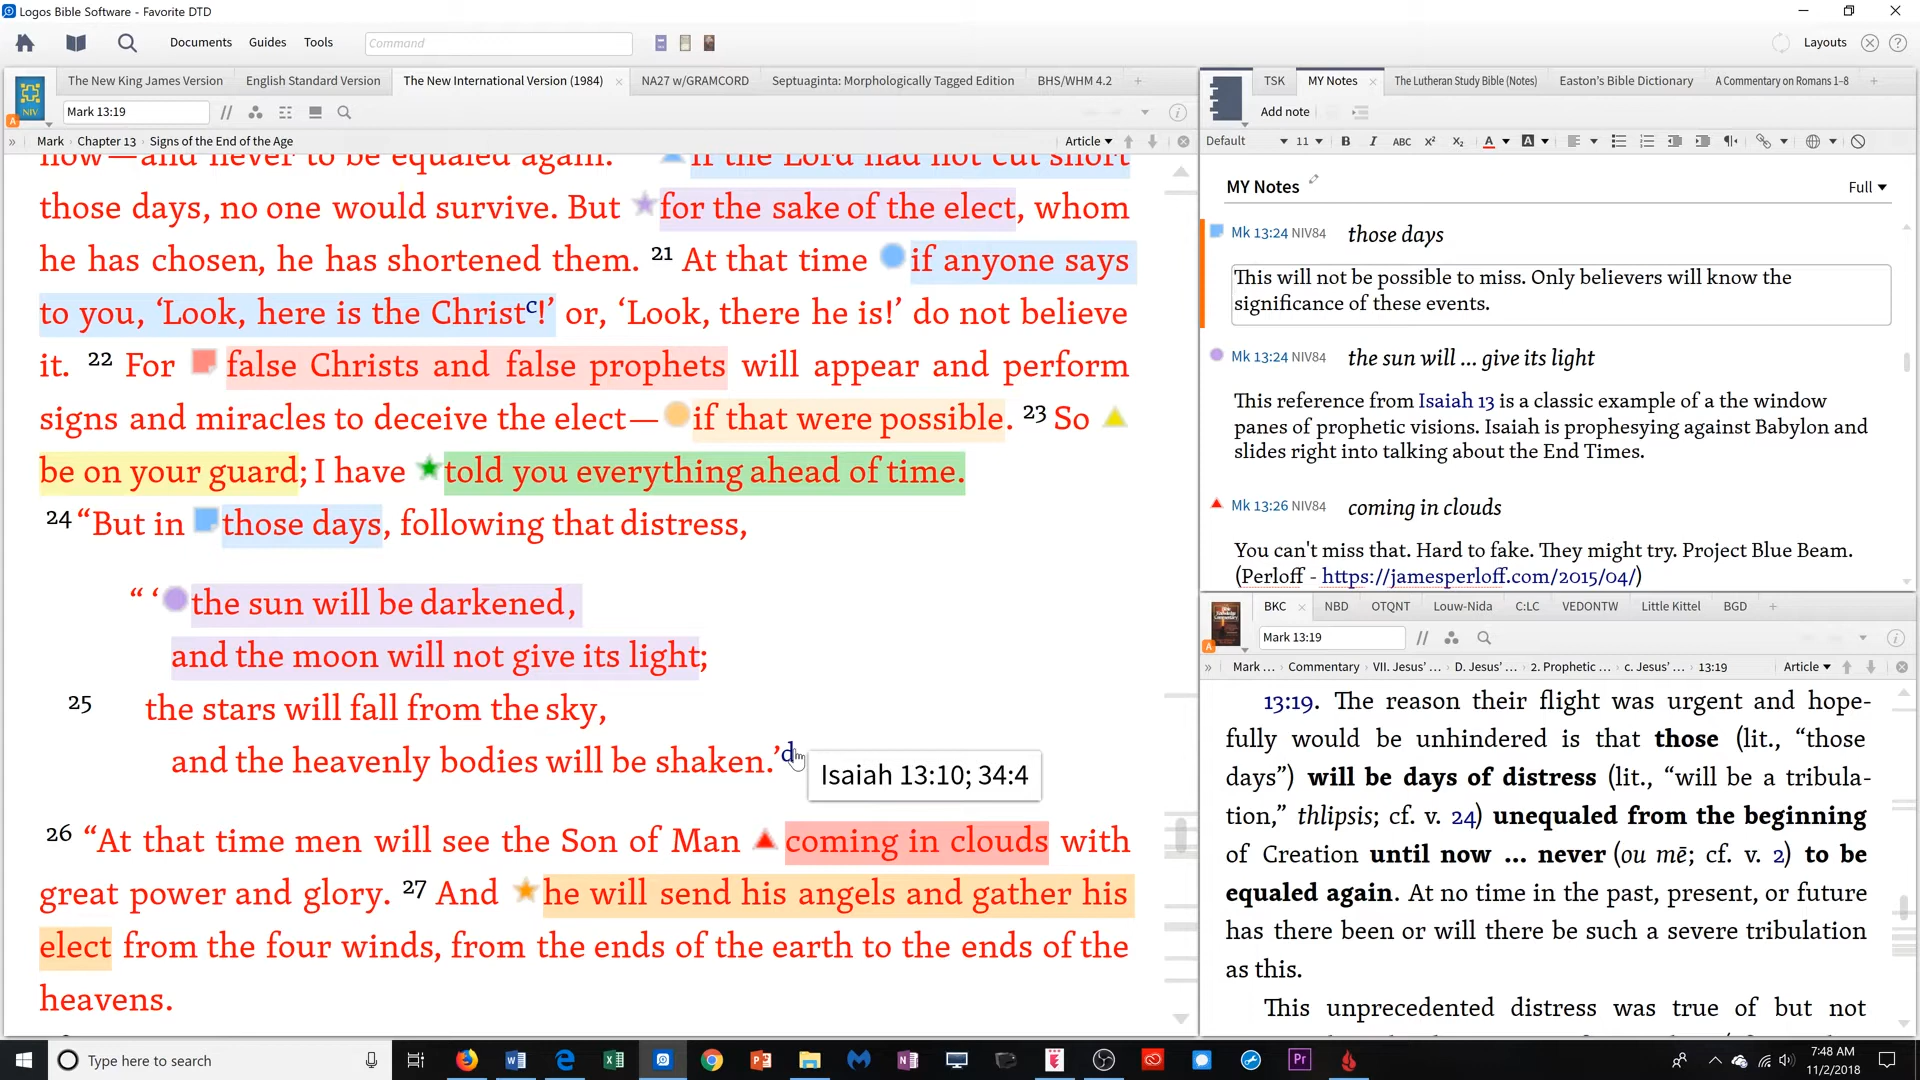 Logos Bible Software - Favorite DTD
Documents Guides Tools Command Layouts
The New King James Version English Standard Version The New International Version (1984) NA27 w/GRAMCORD Septuaginta: Morphologically Tagged Edition BHS/WHM 4.2
NIV
Mark 13:19
Mark › Chapter 13 › Signs of the End of the Age Article
now—and never to be equaled again. if the Lord had not cut short
those days, no one would survive. But for the sake of the elect, whom
he has chosen, he has shortened them. 21 At that time if anyone says
to you, ‘Look, here is the Christc!’ or, ‘Look, there he is!’ do not believe
it. 22 For false Christs and false prophets will appear and perform
signs and miracles to deceive the elect—if that were possible. 23 So
be on your guard; I have told you everything ahead of time.
24 “But in those days, following that distress,
“ ‘the sun will be darkened,
and the moon will not give its light;
25 the stars will fall from the sky,
and the heavenly bodies will be shaken.’d
Isaiah 13:10; 34:4
26 “At that time men will see the Son of Man coming in clouds with
great power and glory. 27 And he will send his angels and gather his
elect from the four winds, from the ends of the earth to the ends of the
heavens.
TSK MY Notes The Lutheran Study Bible (Notes) Easton's Bible Dictionary A Commentary on Romans 1–8
Add note
Default 11 B I ABC X² X₂ A A
MY Notes Full
Mk 13:24 NIV84 those days
This will not be possible to miss. Only believers will know the
significance of these events.
Mk 13:24 NIV84 the sun will ... give its light
This reference from Isaiah 13 is a classic example of a the window
panes of prophetic visions. Isaiah is prophesying against Babylon and
slides right into talking about the End Times.
Mk 13:26 NIV84 coming in clouds
You can't miss that. Hard to fake. They might try. Project Blue Beam.
(Perloff - https://jamesperloff.com/2015/04/)
BKC NBD OTQNT Louw-Nida C:LC VEDONTW Little Kittel BGD
Mark 13:19
Mark ... › Commentary › VII. Jesus' ... › D. Jesus' ... › 2. Prophetic ... › c. Jesus' ... › 13:19 Article
13:19. The reason their flight was urgent and hope-
fully would be unhindered is that those (lit., “those
days”) will be days of distress (lit., “will be a tribula-
tion,” thlipsis; cf. v. 24) unequaled from the beginning
of Creation until now ... never (ou mē; cf. v. 2) to be
equaled again. At no time in the past, present, or future
has there been or will there be such a severe tribulation
as this.
This unprecedented distress was true of but not
Type here to search
7:48 AM
11/2/2018